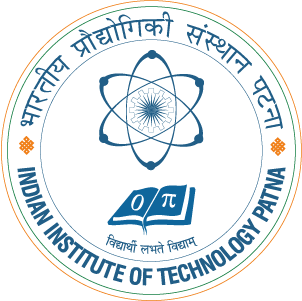 भारतीय प्रौद्योगिकी संस्थान पटना
0 π
विद्यार्थी लभते विद्याम्
INDIAN INSTITUTE OF TECHNOLOGY PATNA